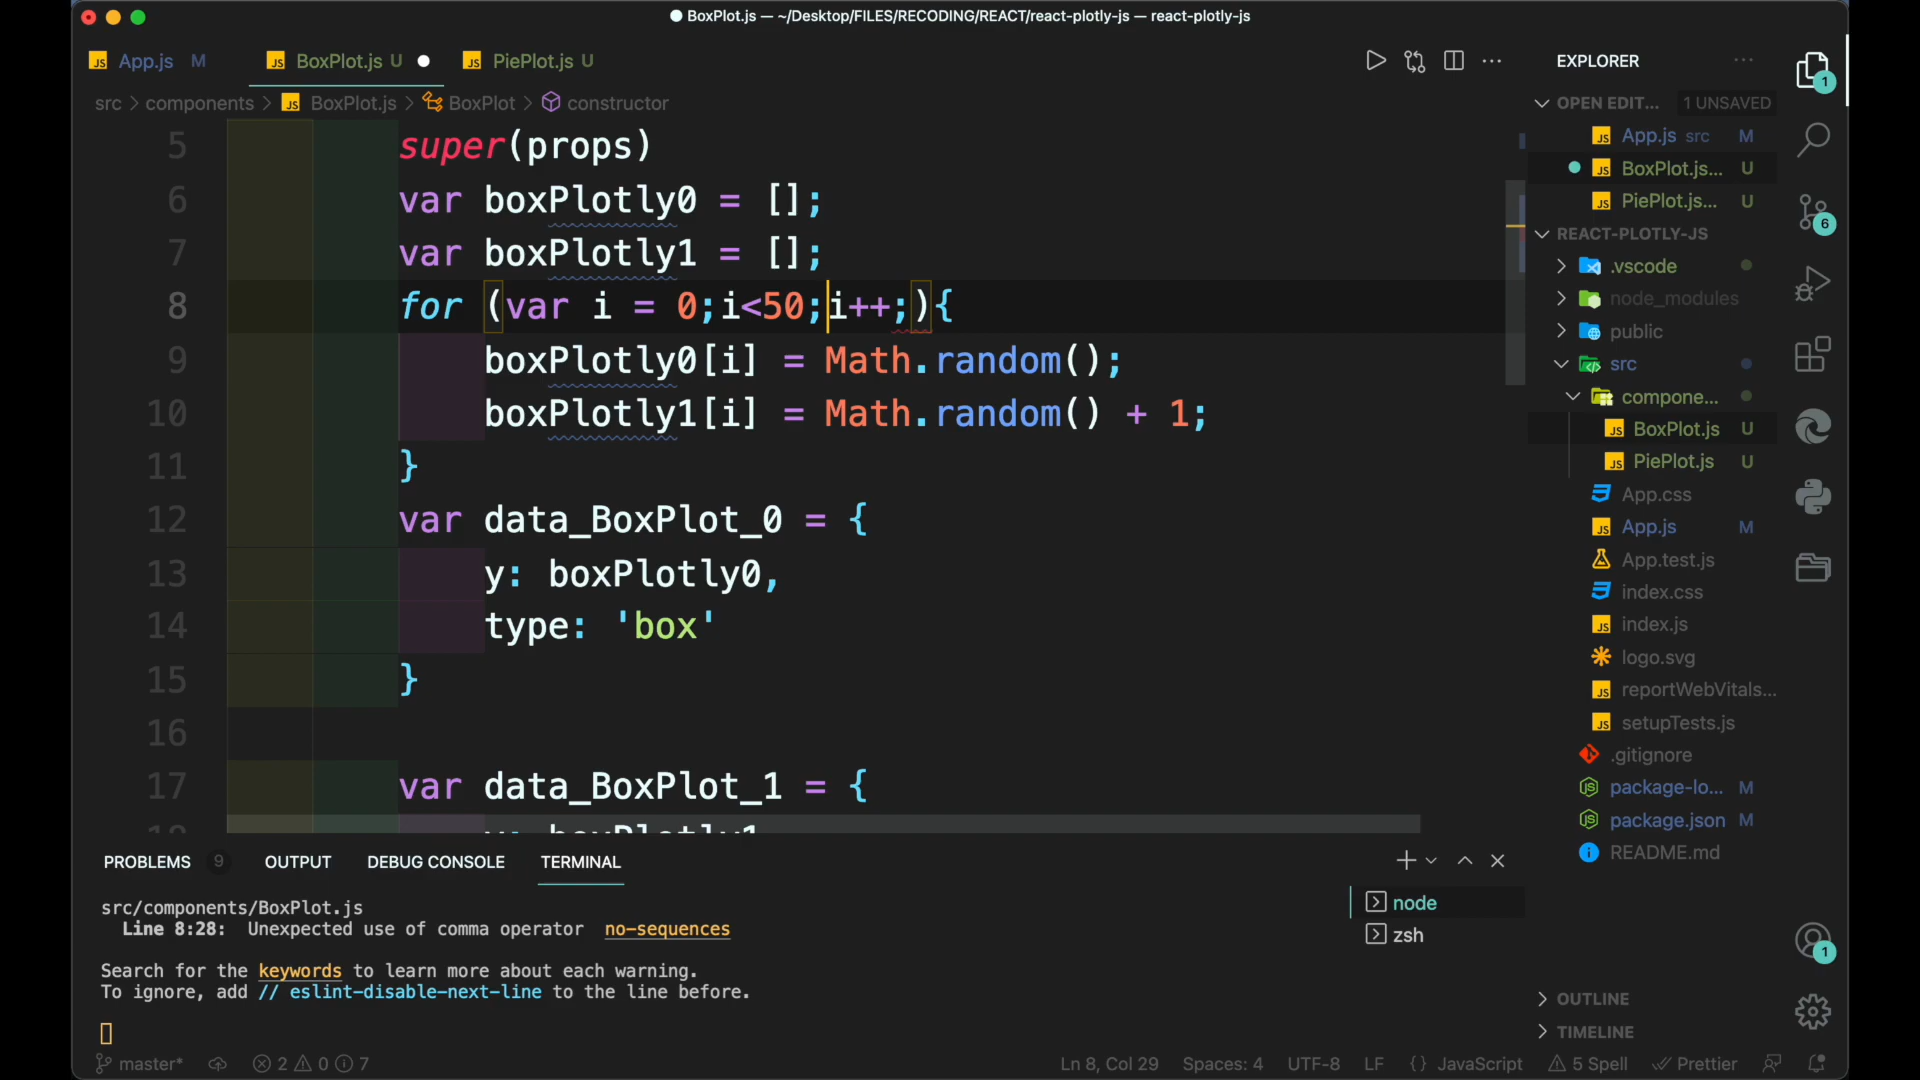 BoxPlot.js — ~/Desktop/FILES/RECODING/REACT/react-plotly-js — react-plotly-js
App.js M
BoxPlot.js U
PiePlot.js U
src > components > BoxPlot.js > BoxPlot > constructor
5 super(props)
6 var boxPlotly0 = [];
7 var boxPlotly1 = [];
8 for (var i = 0;i<50;i++;){
9 boxPlotly0[i] = Math.random();
10 boxPlotly1[i] = Math.random() + 1;
11 }
12 var data_BoxPlot_0 = {
13 y: boxPlotly0,
14 type: 'box'
15 }
16
17 var data_BoxPlot_1 = {
18 y: boxPlotly1
PROBLEMS 9 OUTPUT DEBUG CONSOLE TERMINAL
src/components/BoxPlot.js
Line 8:28: Unexpected use of comma operator no-sequences
Search for the keywords to learn more about each warning.
To ignore, add // eslint-disable-next-line to the line before.
node
zsh
EXPLORER
OPEN EDIT... 1 UNSAVED
App.js src M
BoxPlot.js... U
PiePlot.js... U
REACT-PLOTLY-JS
.vscode
node_modules
public
src
compone...
BoxPlot.js U
PiePlot.js U
App.css
App.js M
App.test.js
index.css
index.js
logo.svg
reportWebVitals...
setupTests.js
.gitignore
package-lo... M
package.json M
README.md
OUTLINE
TIMELINE
1
6
1
master* 2 0 7 Ln 8, Col 29 Spaces: 4 UTF-8 LF {} JavaScript 5 Spell Prettier